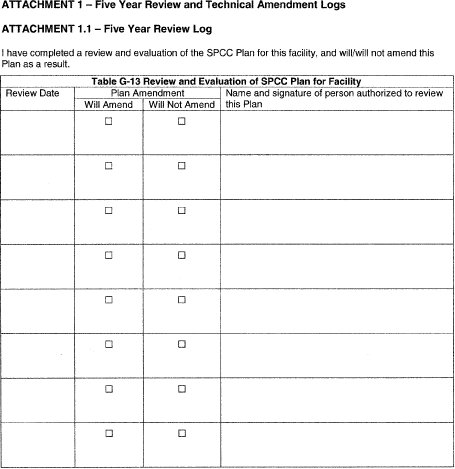 ATTACHMENT 1 – Five Year Review and Technical Amendment Logs
ATTACHMENT 1.1 – Five Year Review Log
I have completed a review and evaluation of the SPCC Plan for this facility, and will/will not amend this
Plan as a result.
Table G-13 Review and Evaluation of SPCC Plan for Facility
Review Date
Plan Amendment
Will Amend
Will Not Amend
Name and signature of person authorized to review
this Plan
☐ ☐
☐ ☐
☐ ☐
☐ ☐
☐ ☐
☐ ☐
☐ ☐
☐ ☐